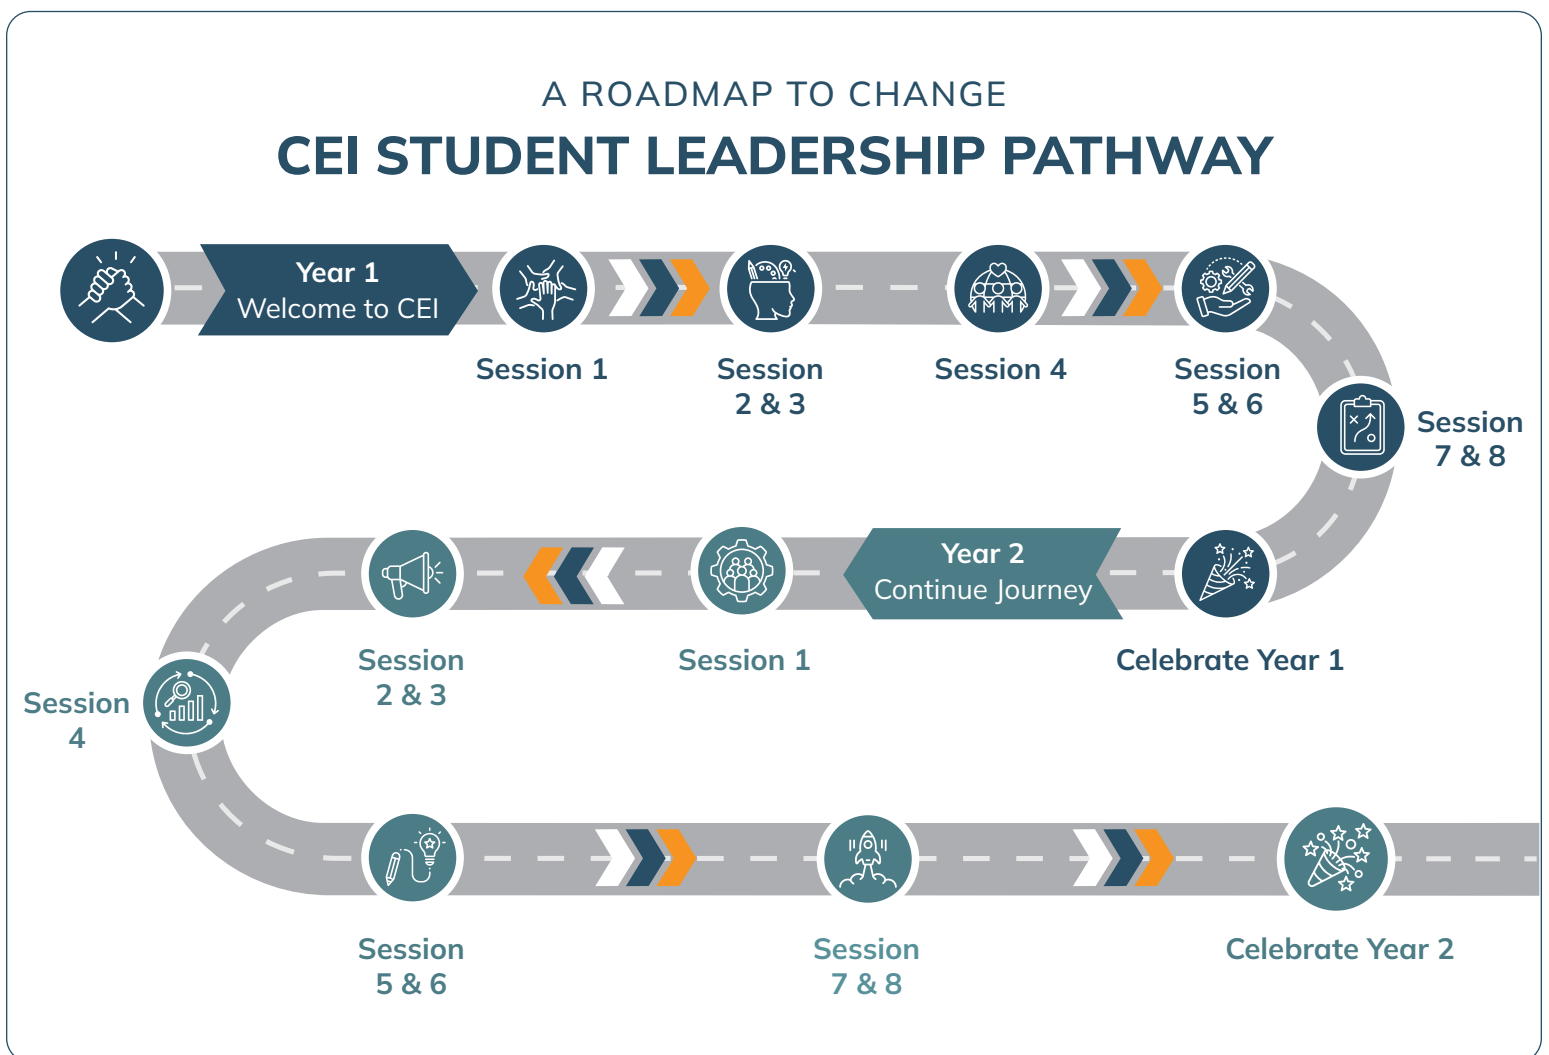 A ROADMAP TO CHANGE
CEI STUDENT LEADERSHIP PATHWAY
Year 1
Welcome to CEI
Session 1
Session
2 & 3
Session 4
Session
5 & 6
Session
7 & 8
Celebrate Year 1
Year 2
Continue Journey
Session 1
Session
2 & 3
Session
4
Session
5 & 6
Session
7 & 8
Celebrate Year 2